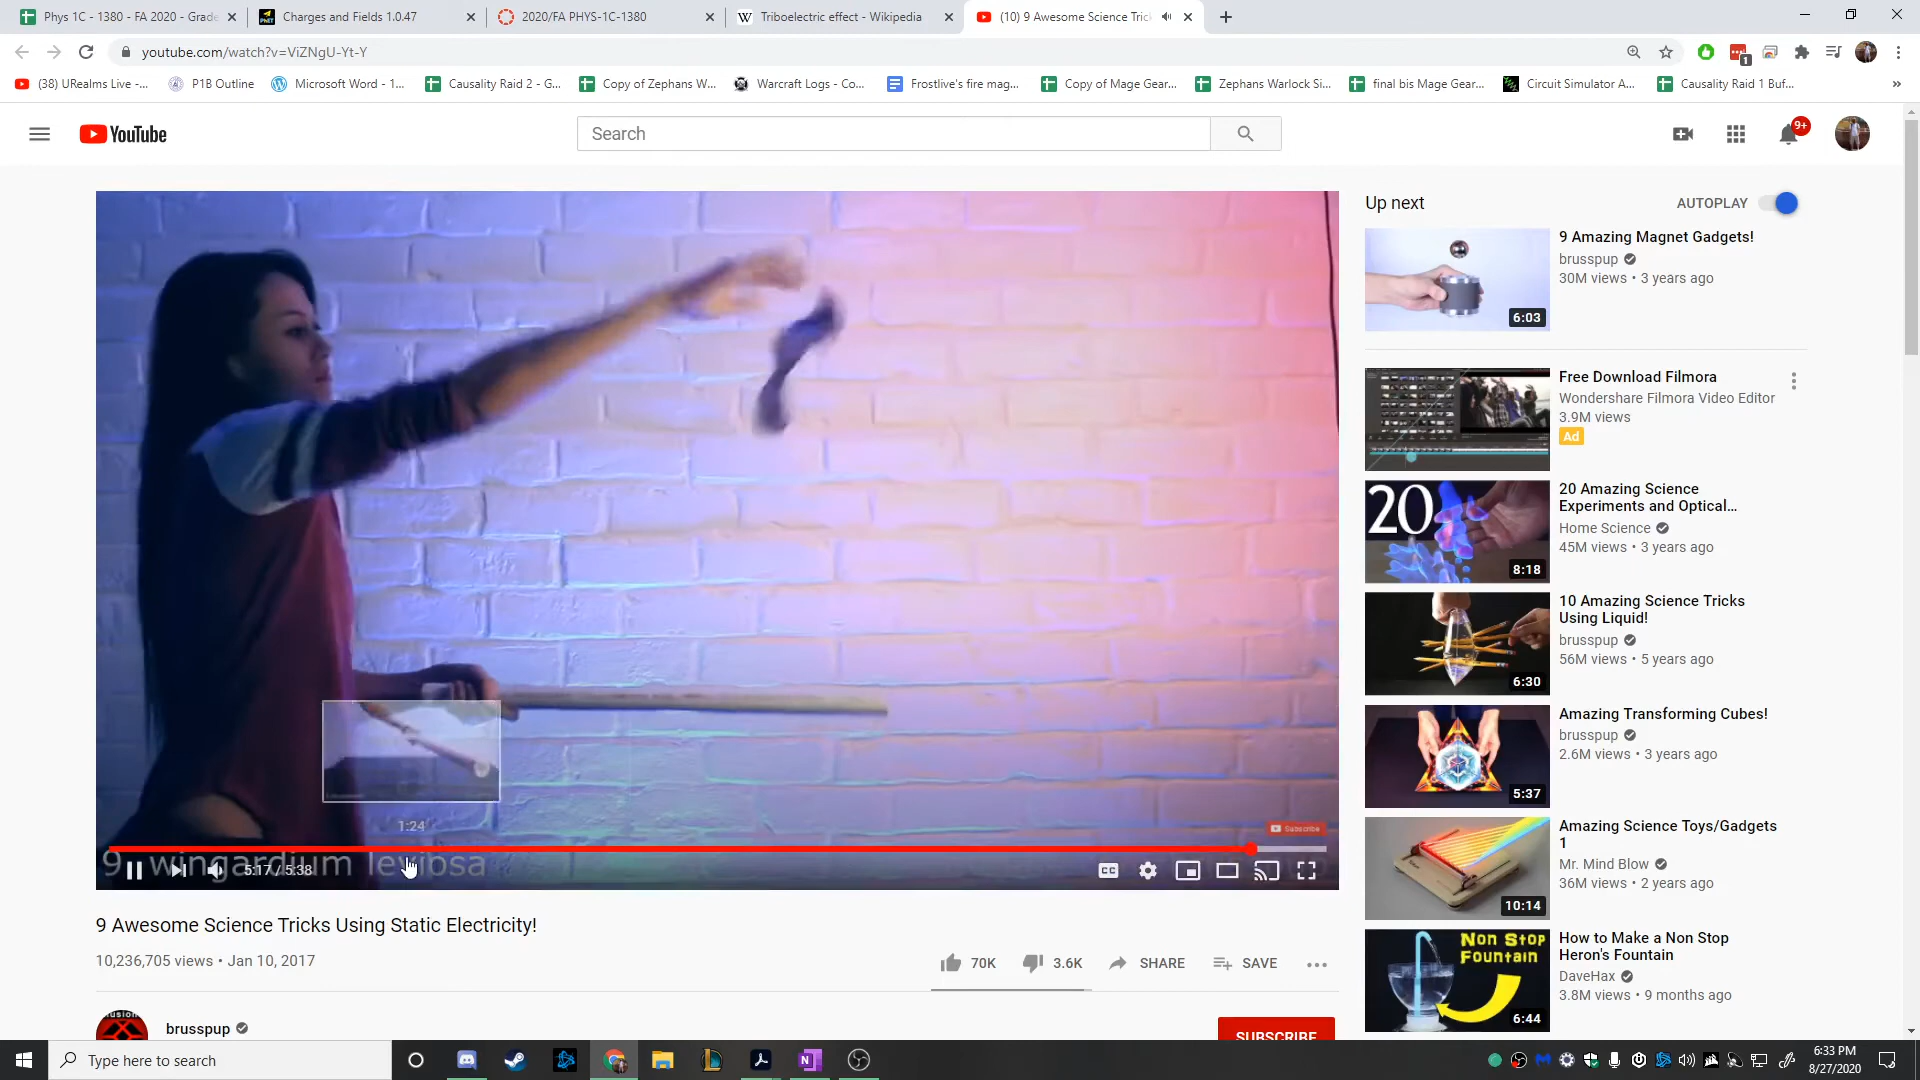 Phys 1C - 1380 - FA 2020 - Grade
Charges and Fields 1.0.47
2020/FA PHYS-1C-1380
Triboelectric effect - Wikipedia
(10) 9 Awesome Science Tric
youtube.com/watch?v=ViZNgU-Yt-Y
1
(38) URealms Live -...
P1B Outline
Microsoft Word - 1...
Causality Raid 2 - G...
Copy of Zephans W...
Warcraft Logs - Co...
Frostlive's fire mag...
Copy of Mage Gear...
Zephans Warlock Si...
final bis Mage Gear...
Circuit Simulator A...
Causality Raid 1 Buf...
YouTube
Search
9+
1:24
Subscribe
9 wingardium leviosa
5:17 / 5:38
CC
9 Awesome Science Tricks Using Static Electricity!
10,236,705 views • Jan 10, 2017
70K
3.6K
SHARE
SAVE
brusspup
SUBSCRIBE
Up next
AUTOPLAY
9 Amazing Magnet Gadgets!
brusspup
30M views • 3 years ago
6:03
Free Download Filmora
Wondershare Filmora Video Editor
3.9M views
Ad
20
20 Amazing Science
Experiments and Optical...
Home Science
45M views • 3 years ago
8:18
10 Amazing Science Tricks
Using Liquid!
brusspup
56M views • 5 years ago
6:30
Amazing Transforming Cubes!
brusspup
2.6M views • 3 years ago
5:37
Amazing Science Toys/Gadgets
1
Mr. Mind Blow
36M views • 2 years ago
10:14
Non Stop
Fountain
How to Make a Non Stop
Heron's Fountain
DaveHax
3.8M views • 9 months ago
6:44
Type here to search
6:33 PM
8/27/2020